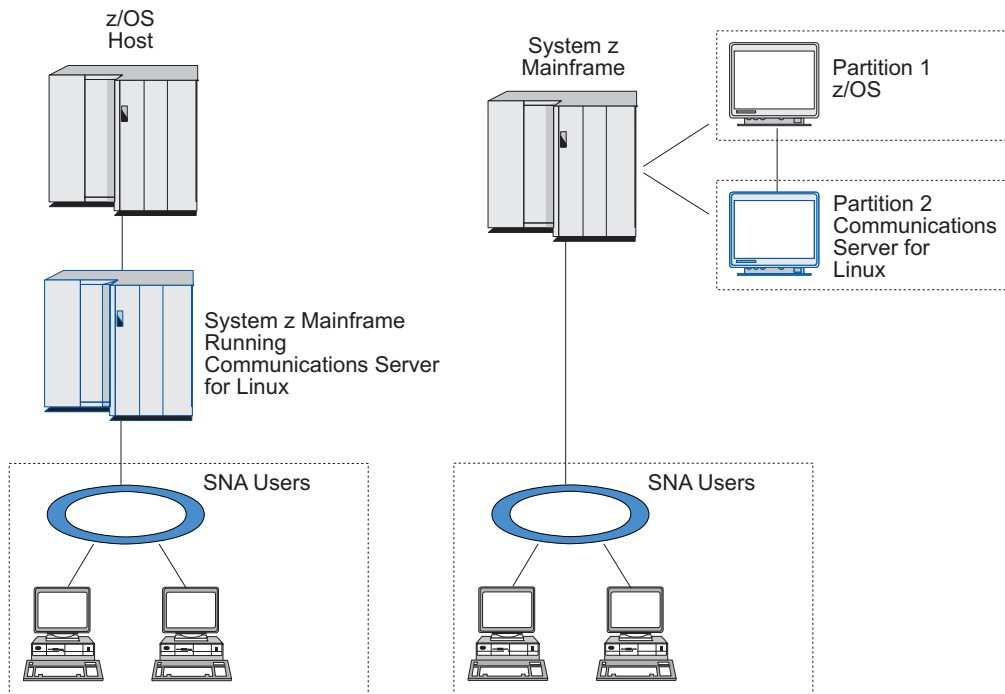 z/OS
Host
System z Mainframe
Running
Communications Server
for Linux
SNA Users
System z
Mainframe
Partition 1
z/OS
Partition 2
Communications
Server for
Linux
SNA Users